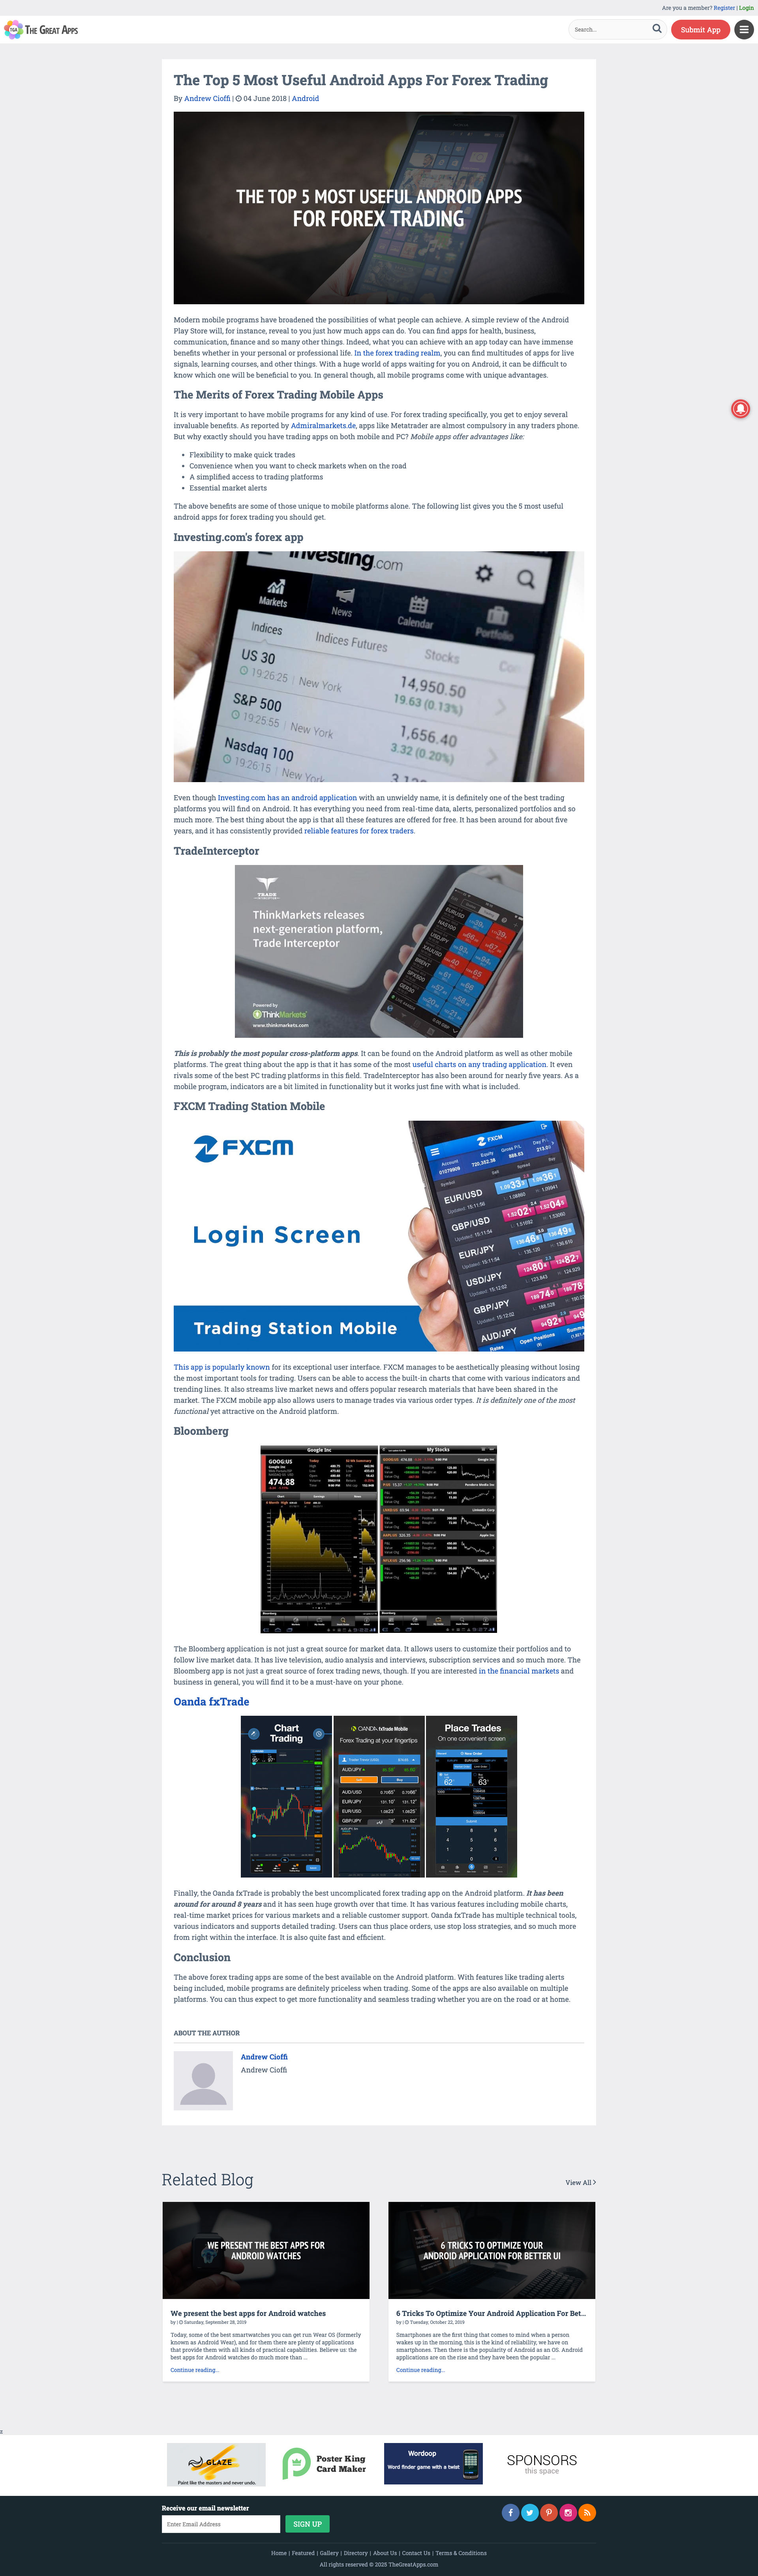 Are you a member? Register | Login
THE GREAT APPS
Search...
Submit App
The Top 5 Most Useful Android Apps For Forex Trading
By Andrew Cioffi | 04 June 2018 | Android
THE TOP 5 MOST USEFUL ANDROID APPS
FOR FOREX TRADING
Modern mobile programs have broadened the possibilities of what people can achieve. A simple review of the Android
Play Store will, for instance, reveal to you just how much apps can do. You can find apps for health, business,
communication, finance and so many other things. Indeed, what you can achieve with an app today can have immense
benefits whether in your personal or professional life. In the forex trading realm, you can find multitudes of apps for live
signals, learning courses, and other things. With a huge world of apps waiting for you on Android, it can be difficult to
know which one will be beneficial to you. In general though, all mobile programs come with unique advantages.
The Merits of Forex Trading Mobile Apps
It is very important to have mobile programs for any kind of use. For forex trading specifically, you get to enjoy several
invaluable benefits. As reported by Admiralmarkets.de, apps like Metatrader are almost compulsory in any traders phone.
But why exactly should you have trading apps on both mobile and PC? Mobile apps offer advantages like:
• Flexibility to make quick trades
• Convenience when you want to check markets when on the road
• A simplified access to trading platforms
• Essential market alerts
The above benefits are some of those unique to mobile platforms alone. The following list gives you the 5 most useful
android apps for forex trading you should get.
Investing.com's forex app
Investing.com
Markets
News
Calendar
Portfolio
Indices
Indices Futures
Stocks
US 30
19:26:25 | New York
14,950.50
19.63 (0.13%)
S&P 500
19:25:55 | New York
1,656.40
3.32 (0.20%)
Nasdaq 100
19:26:15 | New York
Even though Investing.com has an android application with an unwieldy name, it is definitely one of the best trading
platforms you will find on Android. It has everything you need from real-time data, alerts, personalized portfolios and so
much more. The best thing about the app is that all these features are offered for free. It has been around for about five
years, and it has consistently provided reliable features for forex traders.
TradeInterceptor
ThinkMarkets releases
next-generation platform,
Trade Interceptor
Powered by
ThinkMarkets
www.thinkmarkets.com
This is probably the most popular cross-platform apps. It can be found on the Android platform as well as other mobile
platforms. The great thing about the app is that it has some of the most useful charts on any trading application. It even
rivals some of the best PC trading platforms in this field. TradeInterceptor has also been around for nearly five years. As a
mobile program, indicators are a bit limited in functionality but it works just fine with what is included.
FXCM Trading Station Mobile
FXCM
Login Screen
Trading Station Mobile
FXCM
EUR/USD
GBP/USD
EUR/JPY
USD/JPY
GBP/JPY
This app is popularly known for its exceptional user interface. FXCM manages to be aesthetically pleasing without losing
the most important tools for trading. Users can be able to access the built-in charts that come with various indicators and
trending lines. It also streams live market news and offers popular research materials that have been shared in the
market. The FXCM mobile app also allows users to manage trades via various order types. It is definitely one of the most
functional yet attractive on the Android platform.
Bloomberg
Google Inc
My Stocks
GOOG:US
474.88
The Bloomberg application is not just a great source for market data. It allows users to customize their portfolios and to
follow live market data. It has live television, audio analysis and interviews, subscription services and so much more. The
Bloomberg app is not just a great source of forex trading news, though. If you are interested in the financial markets and
business in general, you will find it to be a must-have on your phone.
Oanda fxTrade
Chart
Trading
OANDA fxTrade Mobile
Forex Trading at your fingertips
Place Trades
On one convenient screen
Finally, the Oanda fxTrade is probably the best uncomplicated forex trading app on the Android platform. It has been
around for around 8 years and it has seen huge growth over that time. It has various features including mobile charts,
real-time market prices for various markets and a reliable customer support. Oanda fxTrade has multiple technical tools,
various indicators and supports detailed trading. Users can thus place orders, use stop loss strategies, and so much more
from right within the interface. It is also quite fast and efficient.
Conclusion
The above forex trading apps are some of the best available on the Android platform. With features like trading alerts
being included, mobile programs are definitely priceless when trading. Some of the apps are also available on multiple
platforms. You can thus expect to get more functionality and seamless trading whether you are on the road or at home.
ABOUT THE AUTHOR
Andrew Cioffi
Andrew Cioffi
Related Blog
View All
WE PRESENT THE BEST APPS FOR
ANDROID WATCHES
We present the best apps for Android watches
by | Saturday, September 28, 2019
Today, some of the best smartwatches you can get run Wear OS (formerly
known as Android Wear), and for them there are plenty of applications
that provide them with all kinds of practical capabilities. Believe us: the
best apps for Android watches do much more than ...
Continue reading...
6 TRICKS TO OPTIMIZE YOUR
ANDROID APPLICATION FOR BETTER UI
6 Tricks To Optimize Your Android Application For Bet...
by | Tuesday, October 22, 2019
Smartphones are the first thing that comes to mind when a person
wakes up in the morning, this is the kind of reliability, we have on
smartphones. Then there is the popularity of Android as an OS. Android
applications are on the rise and they have been the popular ...
Continue reading...
GLAZE
Paint like the masters and never undo.
Poster King
Card Maker
Wordoop
Word finder game with a twist
SPONSORS
this space
Receive our email newsletter
Enter Email Address
SIGN UP
Home | Featured | Gallery | Directory | About Us | Contact Us | Terms & Conditions
All rights reserved © 2025 TheGreatApps.com